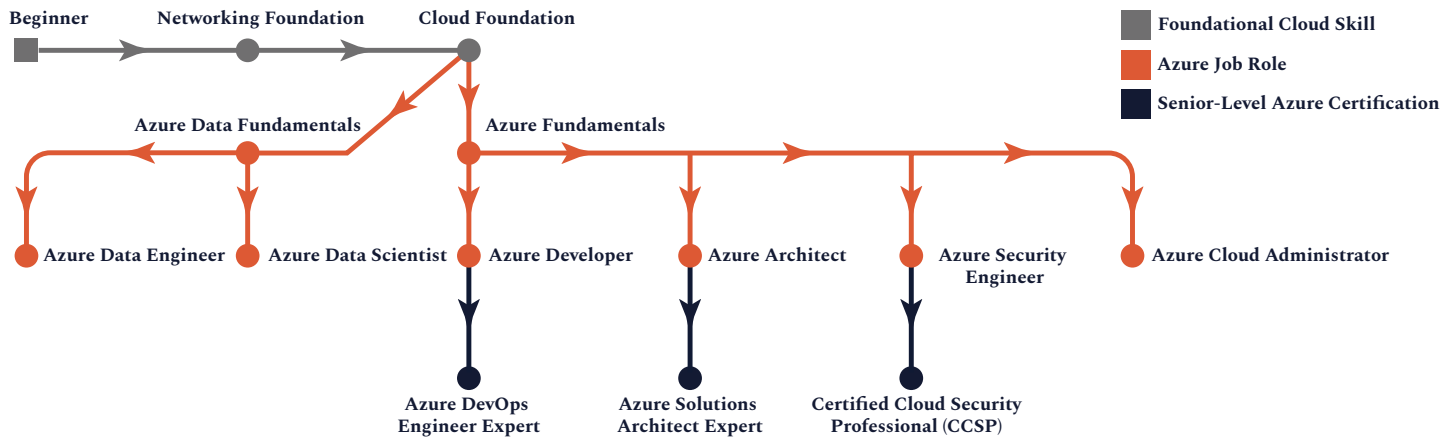 Beginner
Networking Foundation
Cloud Foundation
Foundational Cloud Skill
Azure Job Role
Senior-Level Azure Certification
Azure Data Fundamentals
Azure Fundamentals
Azure Data Engineer
Azure Data Scientist
Azure Developer
Azure Architect
Azure Security
Engineer
Azure Cloud Administrator
Azure DevOps
Engineer Expert
Azure Solutions
Architect Expert
Certified Cloud Security
Professional (CCSP)